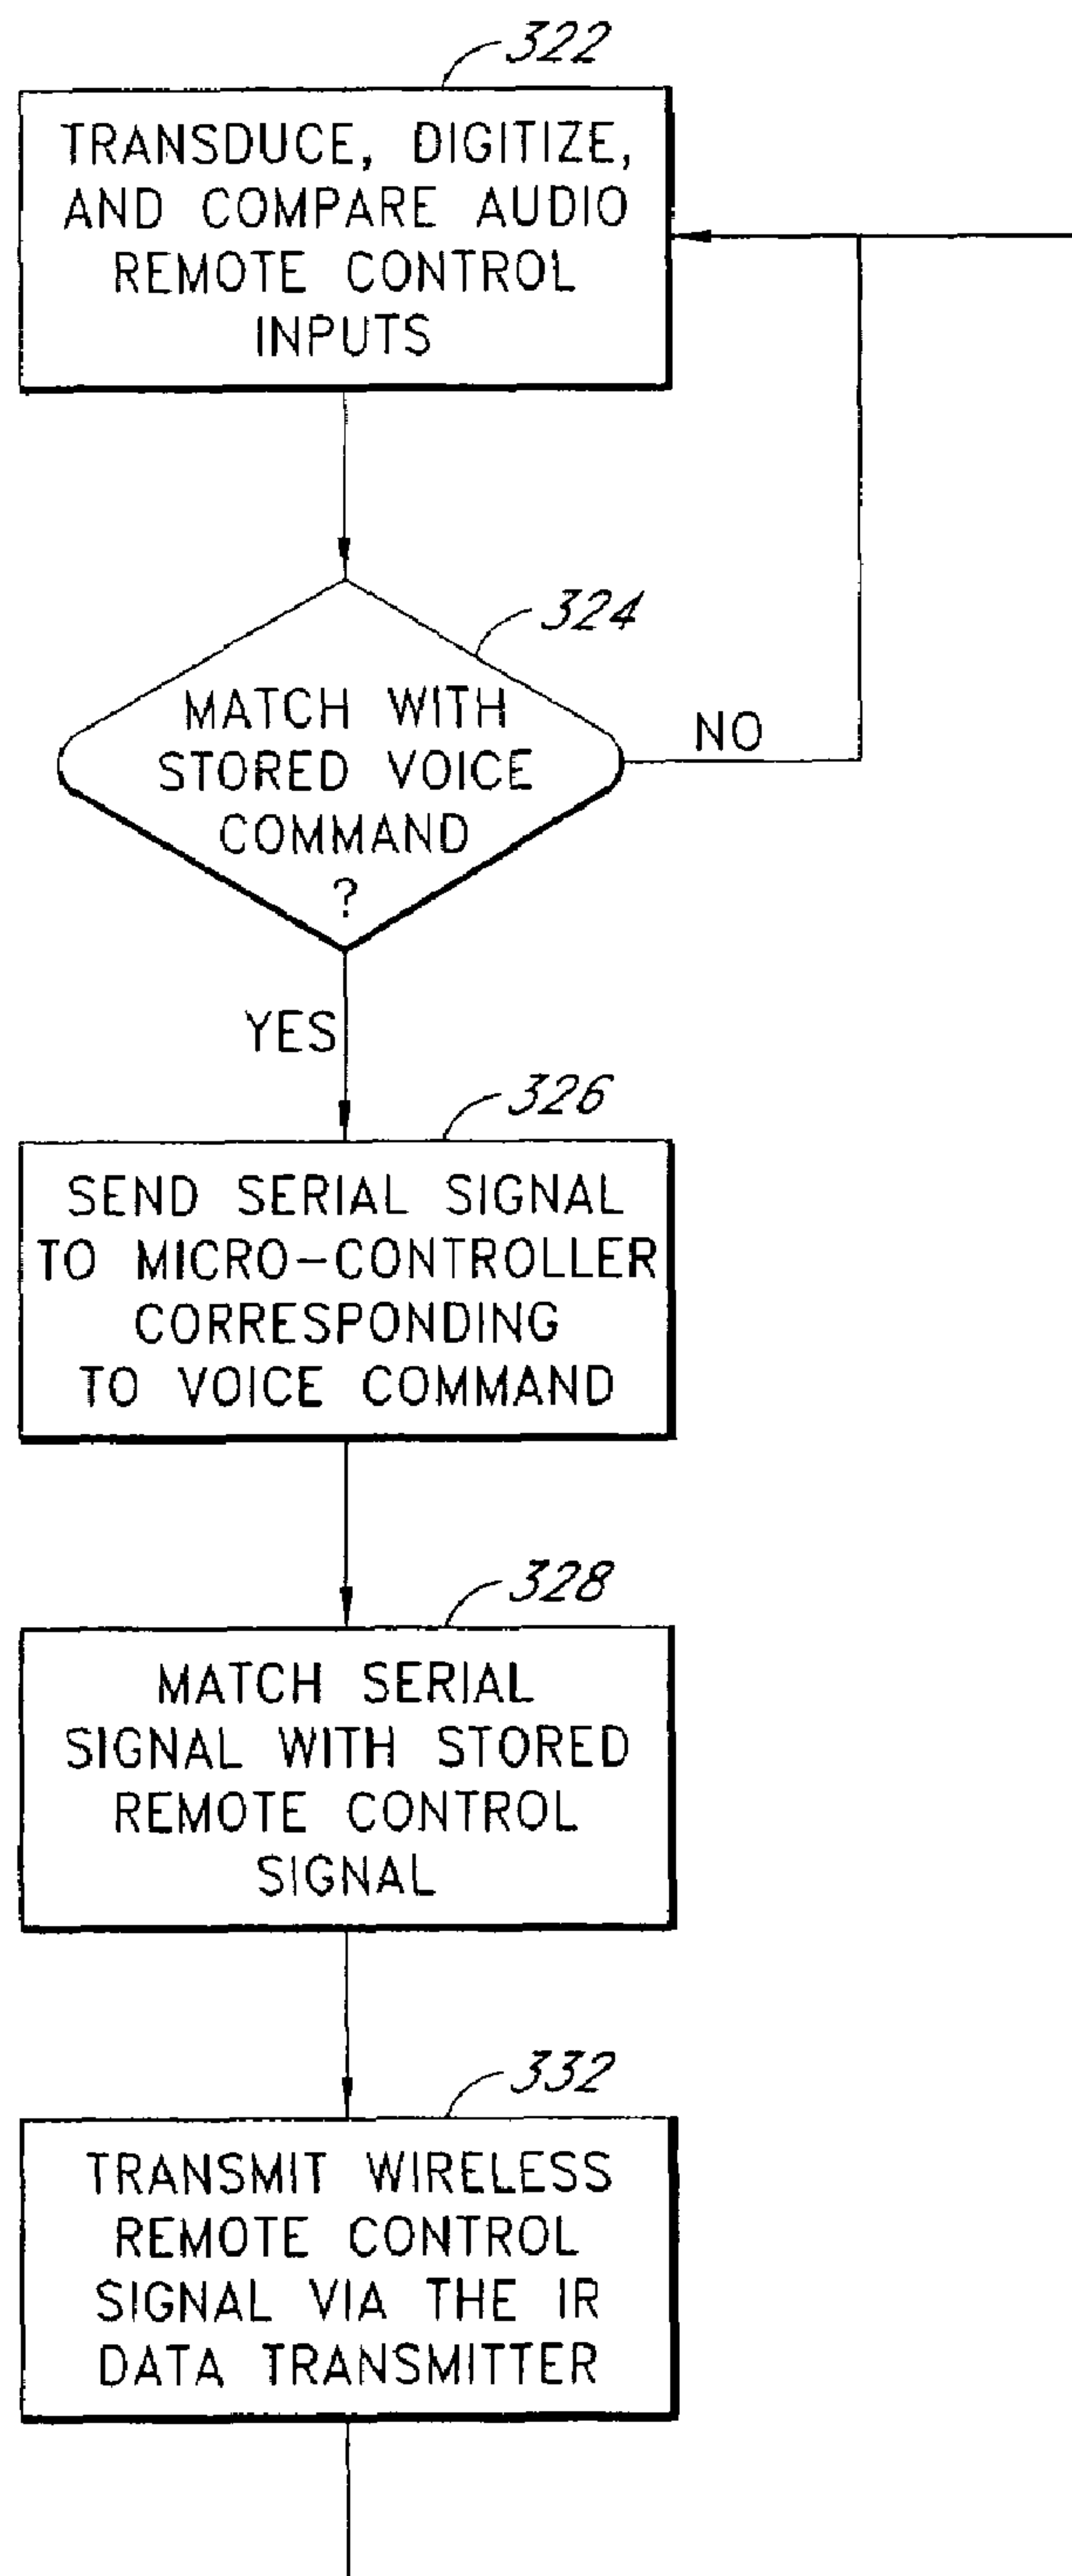 322
TRANSDUCE, DIGITIZE,
AND COMPARE AUDIO
REMOTE CONTROL
INPUTS
324
MATCH WITH
STORED VOICE
COMMAND
?
NO
YES
326
SEND SERIAL SIGNAL
TO MICRO-CONTROLLER
CORRESPONDING
TO VOICE COMMAND
328
MATCH SERIAL
SIGNAL WITH STORED
REMOTE CONTROL
SIGNAL
332
TRANSMIT WIRELESS
REMOTE CONTROL
SIGNAL VIA THE IR
DATA TRANSMITTER